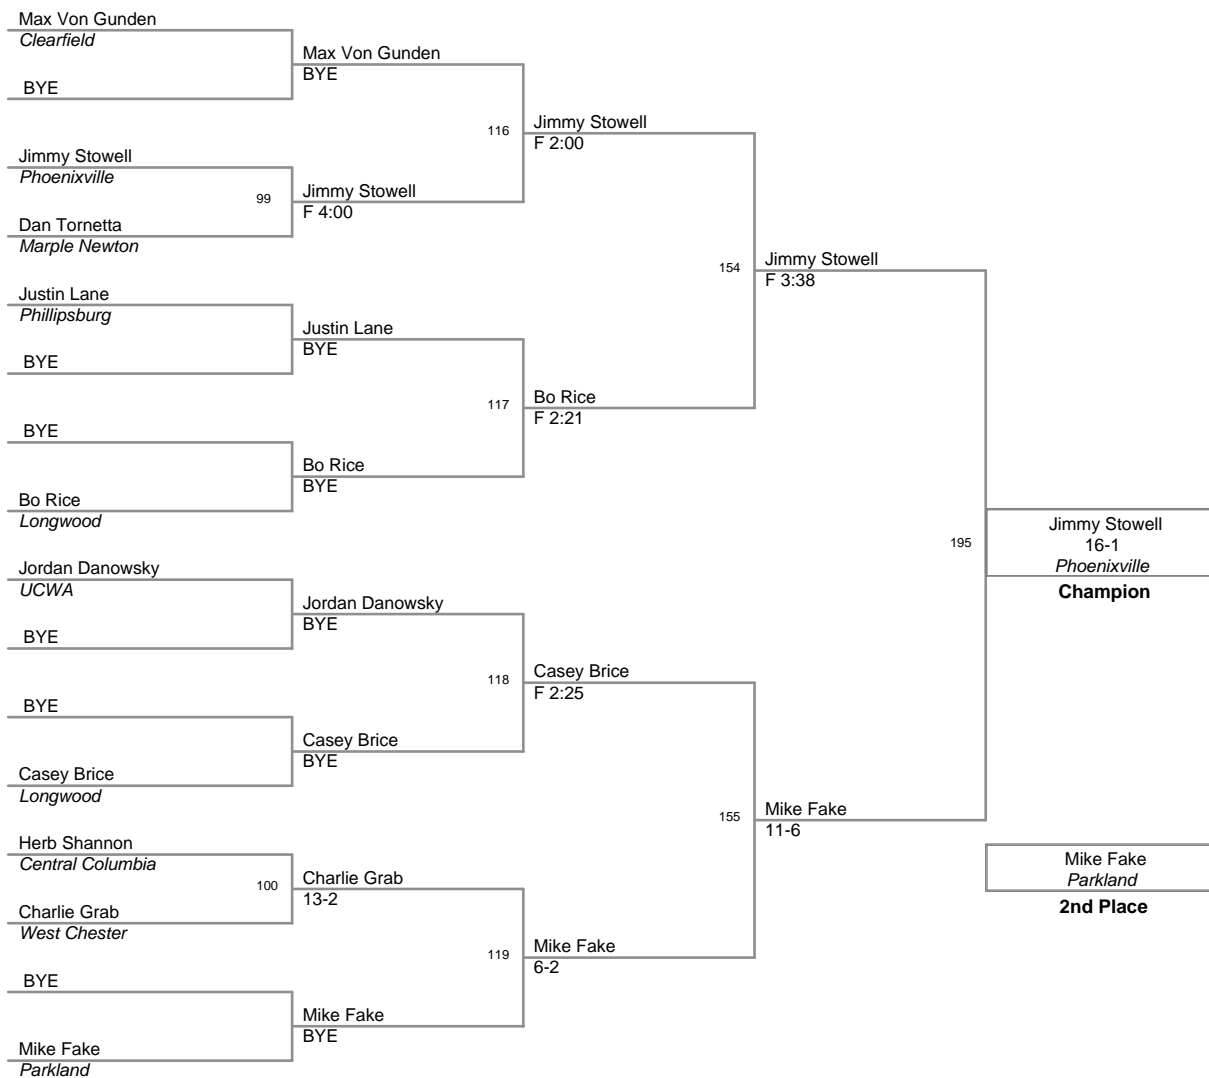 Max Von Gunden
Clearfield
BYE
Jimmy Stowell
Phoenixville
99
Dan Tornetta
Marple Newton
Justin Lane
Phillipsburg
BYE
BYE
Bo Rice
Longwood
Jordan Danowsky
UCWA
BYE
BYE
Casey Brice
Longwood
Herb Shannon
Central Columbia
100
Charlie Grab
West Chester
BYE
Mike Fake
Parkland
Max Von Gunden
BYE
116
Jimmy Stowell
F 4:00
Justin Lane
BYE
117
Bo Rice
BYE
Jordan Danowsky
BYE
118
Casey Brice
BYE
Charlie Grab
13-2
119
Mike Fake
BYE
Jimmy Stowell
F 2:00
154
Bo Rice
F 2:21
Casey Brice
F 2:25
155
Mike Fake
6-2
Jimmy Stowell
F 3:38
195
Mike Fake
11-6
Jimmy Stowell
16-1
Phoenixville
Champion
Mike Fake
Parkland
2nd Place